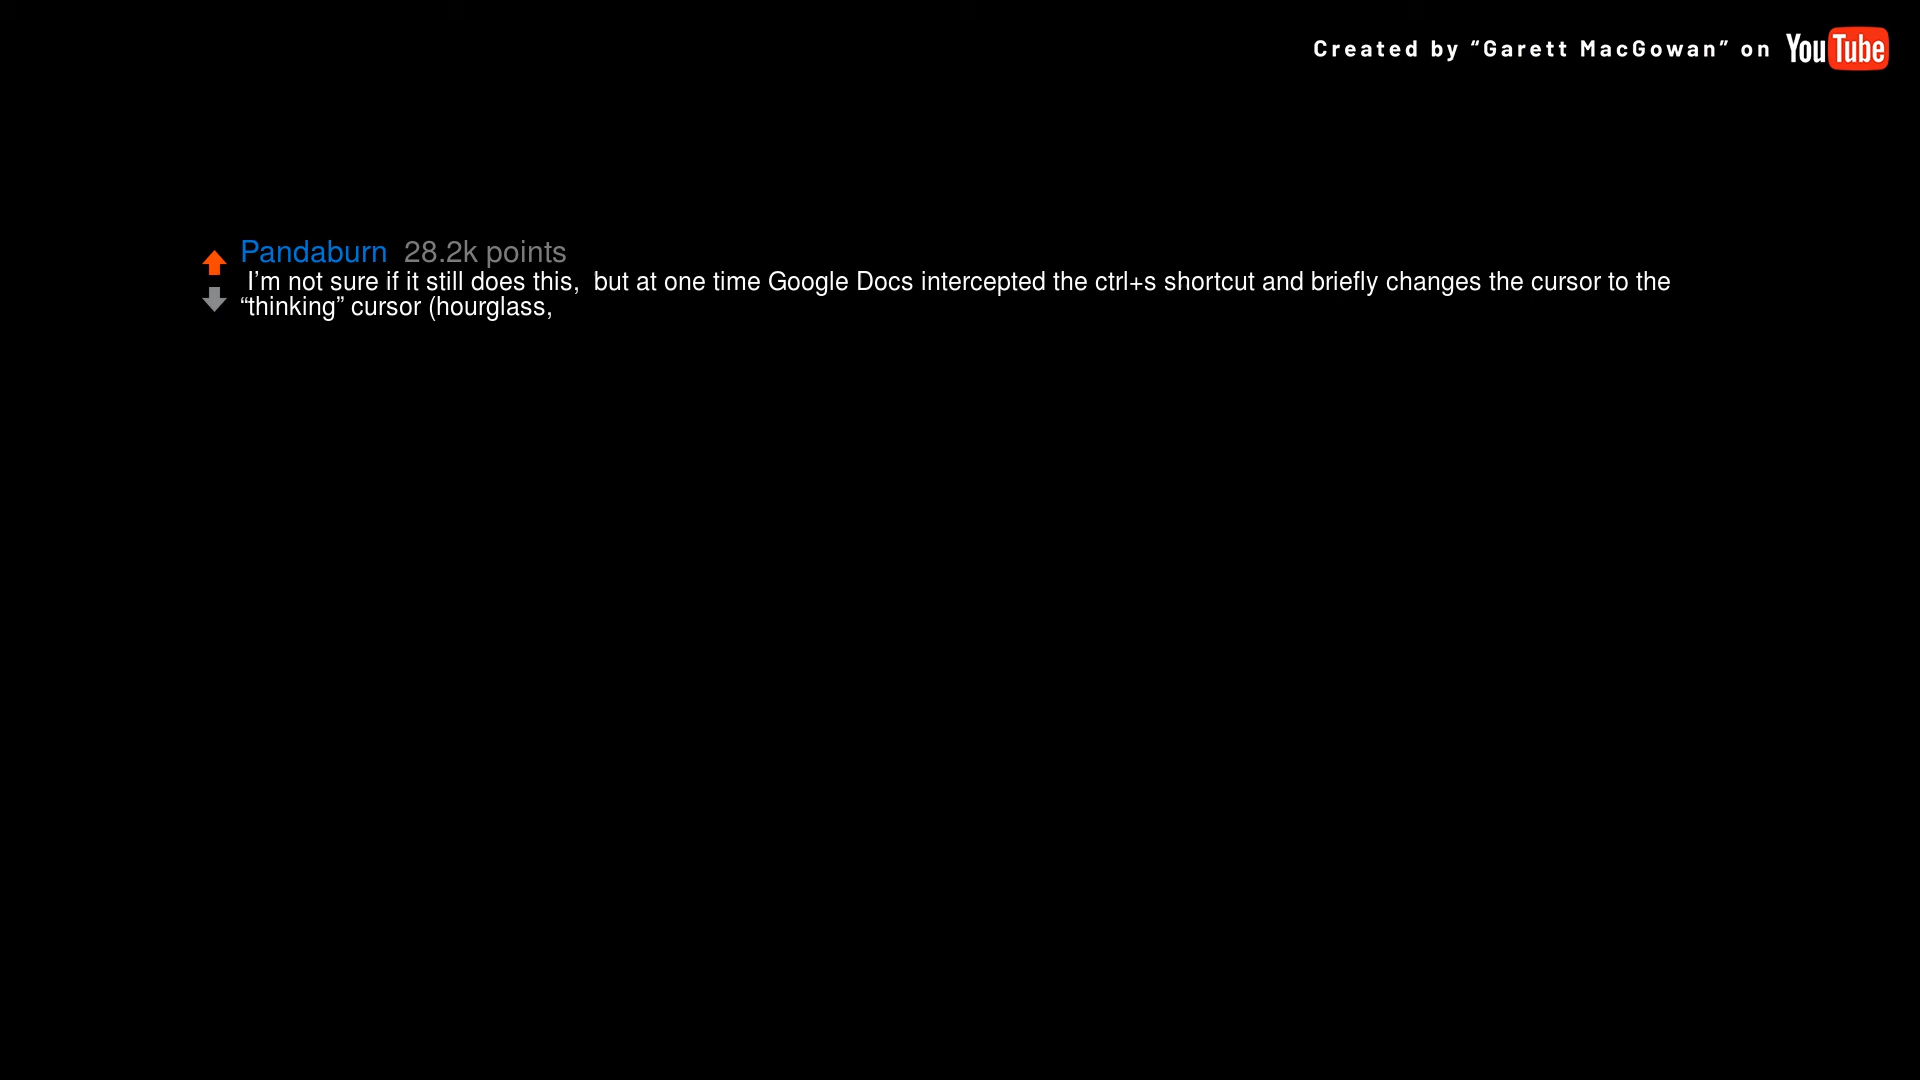 Created by “Garett MacGowan” on YouTube
Pandaburn 28.2k points
I’m not sure if it still does this, but at one time Google Docs intercepted the ctrl+s shortcut and briefly changes the cursor to the
“thinking” cursor (hourglass,